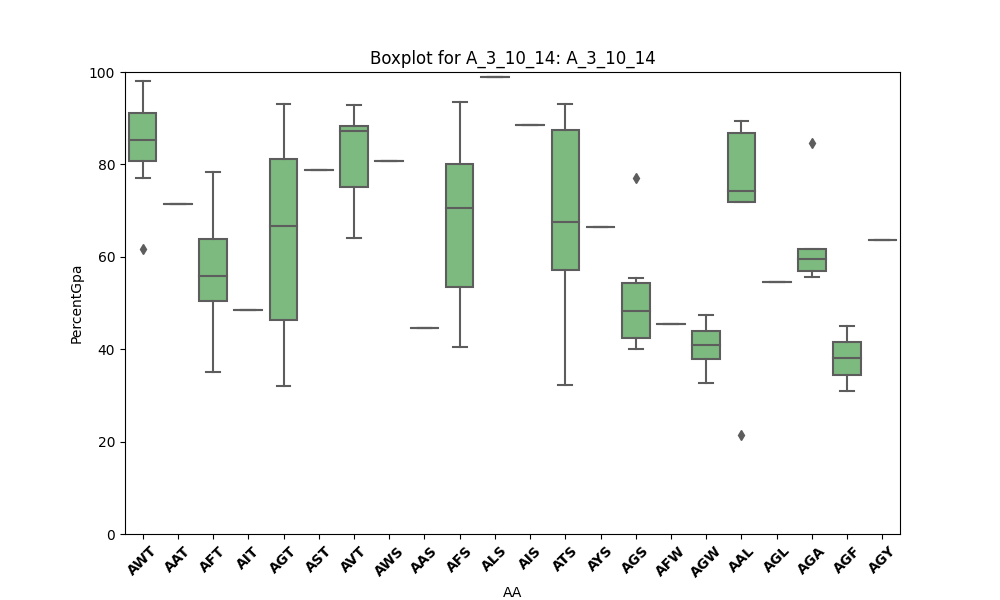 Boxplot for A_3_10_14: A_3_10_14
100
80
60
40
20
0
PercentGpa
AWT AAT AFT AIT AGT AST AVT AWS AAS AFS ALS AIS ATS AYS AGS AFW AGW AAL AGL AGA AGF AGY
AA